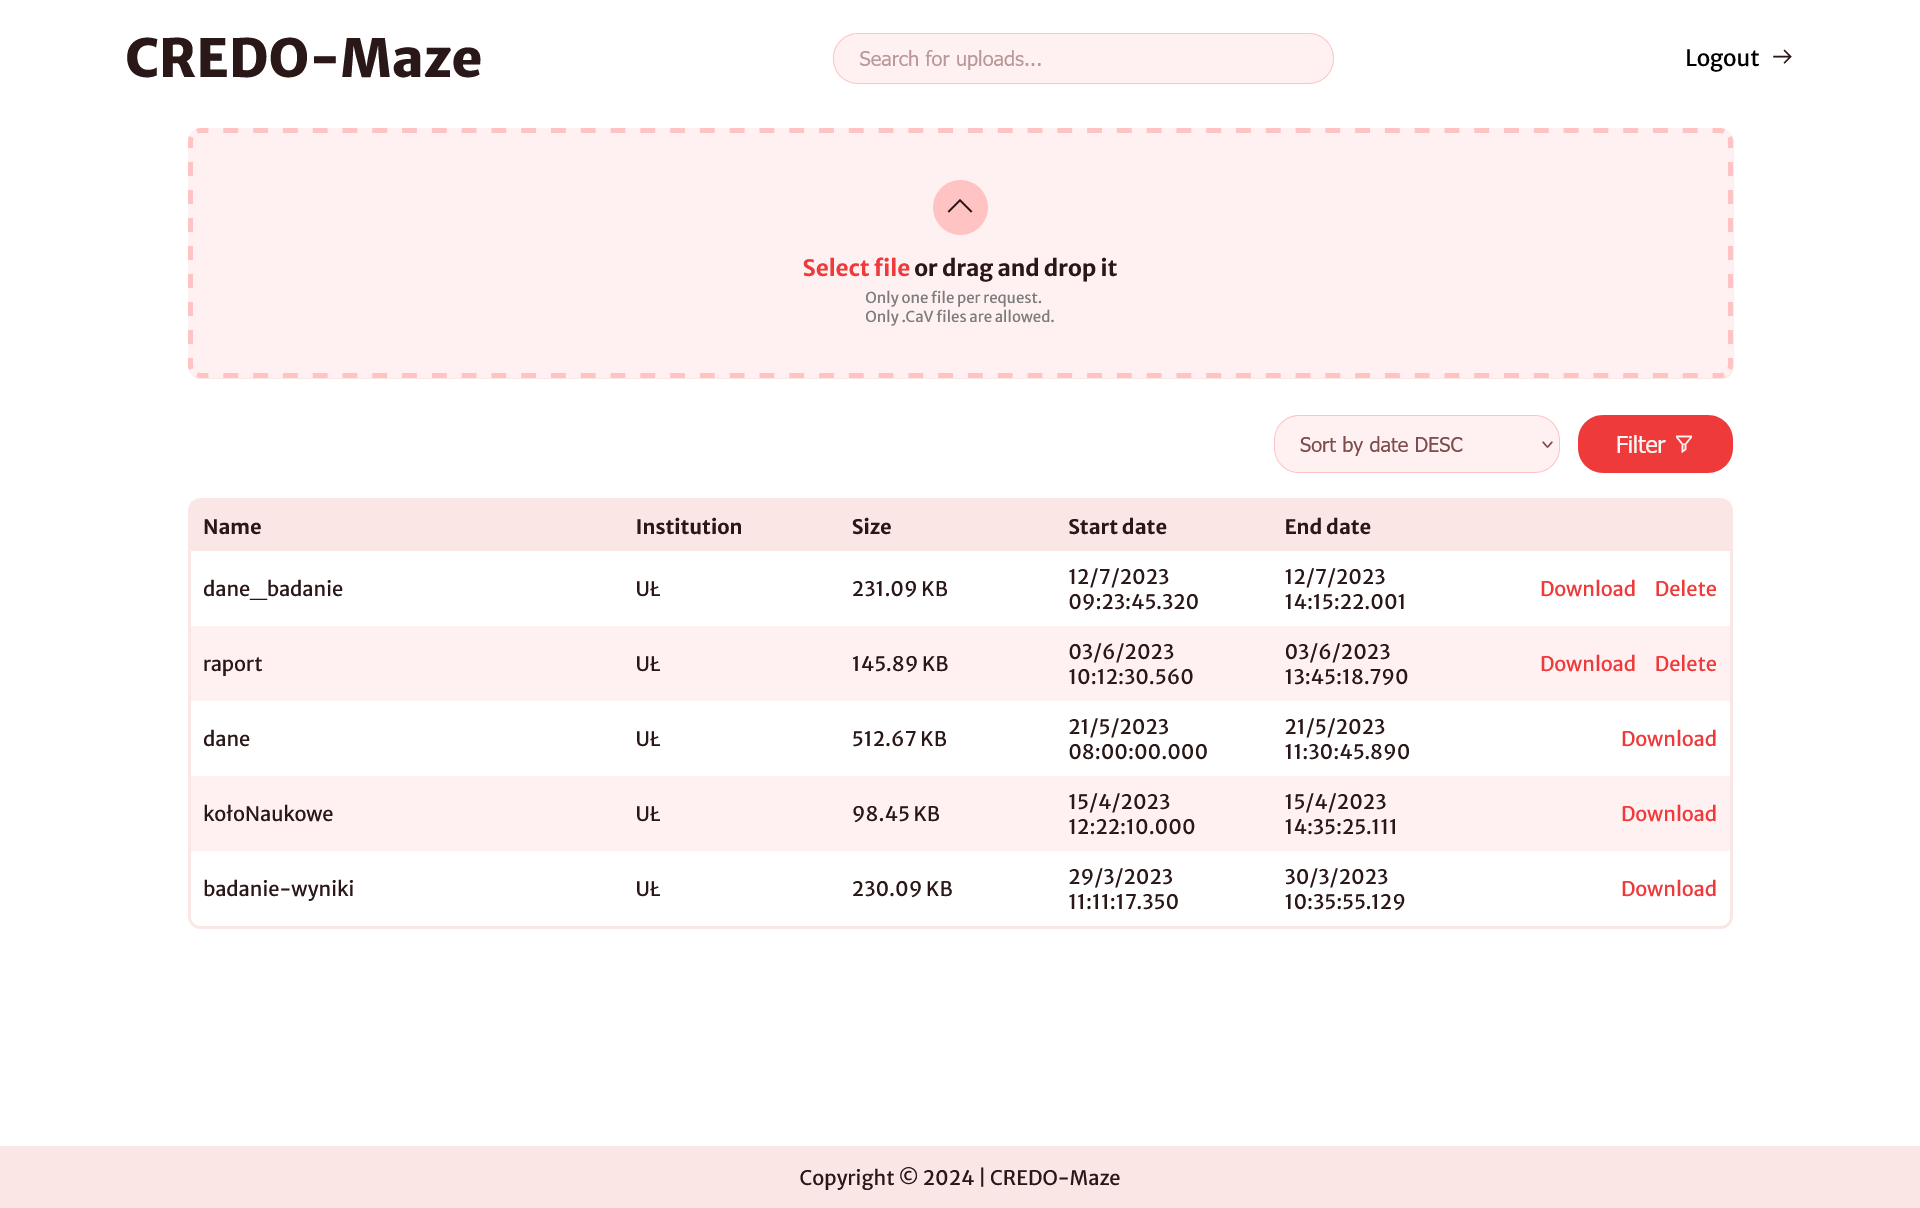 CREDO-Maze
Search for uploads...
Logout →
Select file or drag and drop it
Only one file per request.
Only .CaV files are allowed.
Sort by date DESC
Filter
Name Institution Size Start date End date
dane_badanie UŁ 231.09 KB 12/7/2023 09:23:45.320 12/7/2023 14:15:22.001 Download Delete
raport UŁ 145.89 KB 03/6/2023 10:12:30.560 03/6/2023 13:45:18.790 Download Delete
dane UŁ 512.67 KB 21/5/2023 08:00:00.000 21/5/2023 11:30:45.890 Download
kołoNaukowe UŁ 98.45 KB 15/4/2023 12:22:10.000 15/4/2023 14:35:25.111 Download
badanie-wyniki UŁ 230.09 KB 29/3/2023 11:11:17.350 30/3/2023 10:35:55.129 Download
Copyright © 2024 | CREDO-Maze